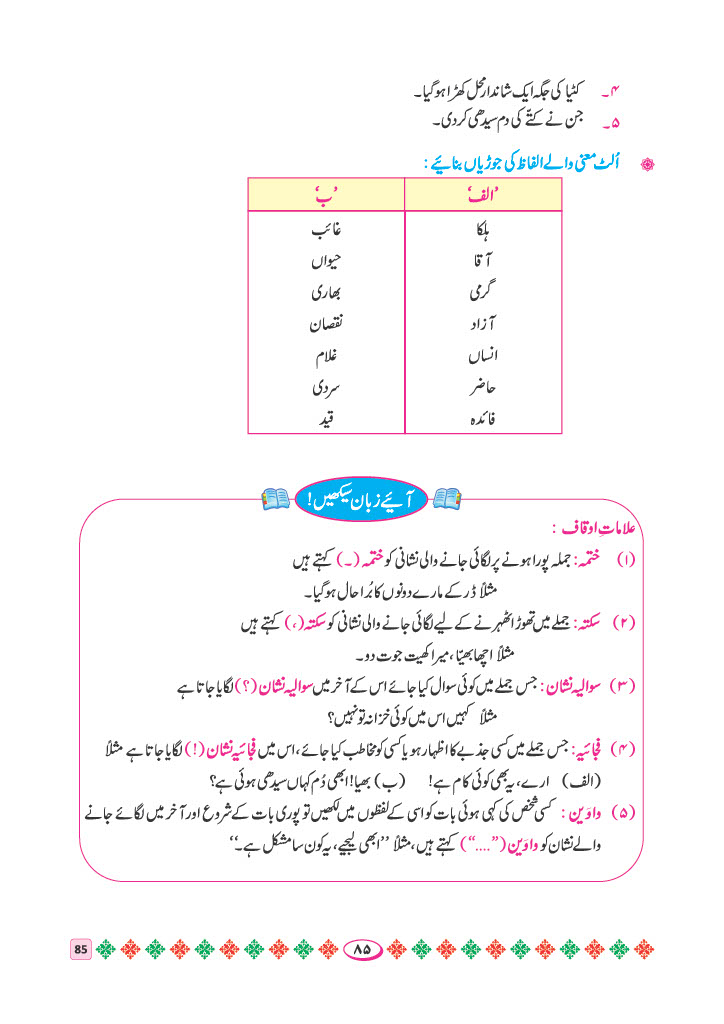 ۴۔ کٹیا کی جگہ ایک شاندار محل کھڑا ہوگیا۔
۵۔ جن نے کتّے کی دم سیدھی کردی۔
اُلٹ معنی والے الفاظ کی جوڑیاں بنائیے :
’الف‘ ’ب‘
ہلکا غائب
آقا حیواں
گرمی بھاری
آزاد نقصان
انساں غلام
حاضر سردی
فائدہ قید
آئیے زبان سیکھیں!
علاماتِ اوقاف :
(۱) ختمہ: جملہ پورا ہونے پر لگائی جانے والی نشانی کو ختمہ (۔) کہتے ہیں
مثلاً ڈر کے مارے دونوں کا بُرا حال ہوگیا۔
(۲) سکتہ: جملے میں تھوڑا ٹھہرنے کے لیے لگائی جانے والی نشانی کو سکتہ (،) کہتے ہیں
مثلاً اچھا بھیّا، میرا کھیت جوت دو۔
(۳) سوالیہ نشان: جس جملے میں کوئی سوال کیا جائے اس کے آخر میں سوالیہ نشان (؟) لگایا جاتا ہے
مثلاً کہیں اس میں کوئی خزانہ تو نہیں؟
(۴) فجائیہ: جس جملے میں کسی جذبے کا اظہار ہو یا کسی کو مخاطب کیا جائے، اس میں فجائیہ نشان (!) لگایا جاتا ہے مثلاً
(الف) ارے، یہ بھی کوئی کام ہے! (ب) بھیا! ابھی دُم کہاں سیدھی ہوئی ہے؟
(۵) واوَین : کسی شخص کی کہی ہوئی بات کو اسی کے لفظوں میں لکھیں تو پوری بات کے شروع اور آخر میں لگائے جانے
والے نشان کو واوَین (”....“) کہتے ہیں، مثلاً ’’ابھی لیجیے، یہ کون سا مشکل ہے۔‘‘
۸۵
85